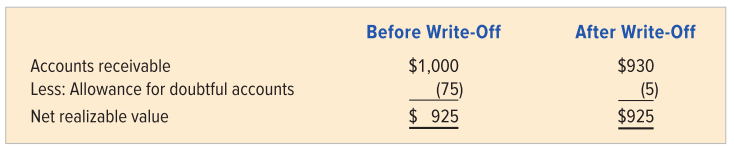 Before Write-Off After Write-Off
Accounts receivable $1,000 $930
Less: Allowance for doubtful accounts (75) (5)
Net realizable value $ 925 $925